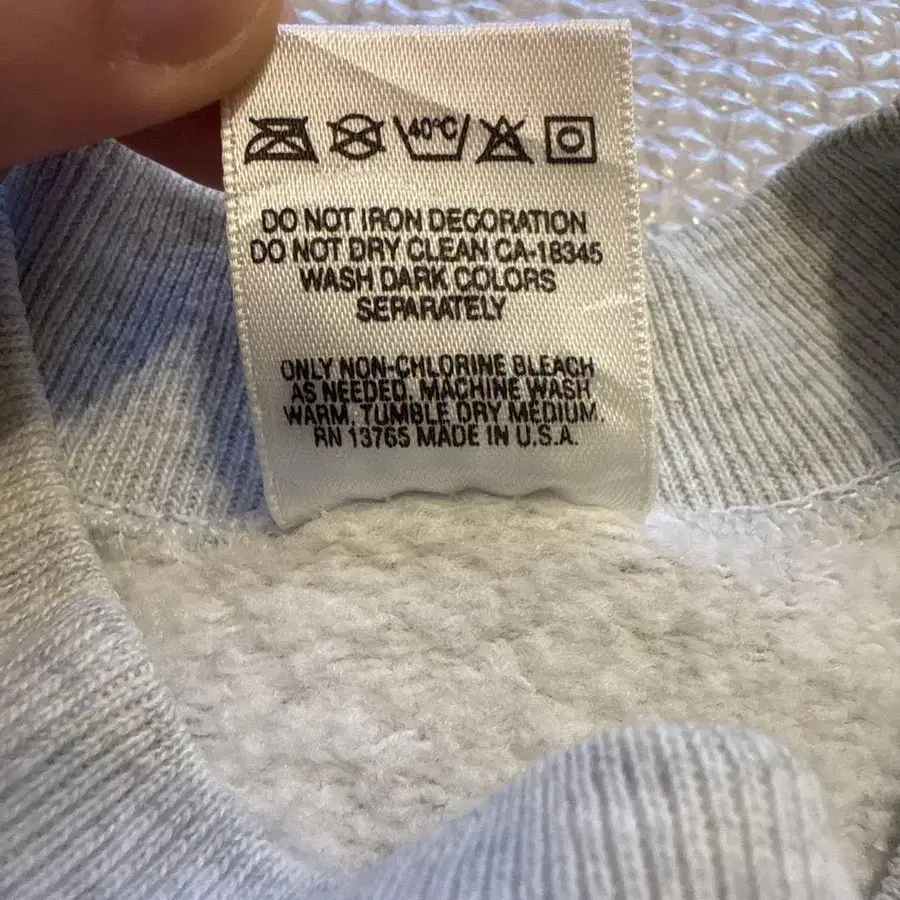 40°C
DO NOT IRON DECORATION
DO NOT DRY CLEAN CA-18345
WASH DARK COLORS
SEPARATELY
ONLY NON-CHLORINE BLEACH
AS NEEDED. MACHINE WASH
WARM. TUMBLE DRY MEDIUM.
RN 13765 MADE IN U.S.A.